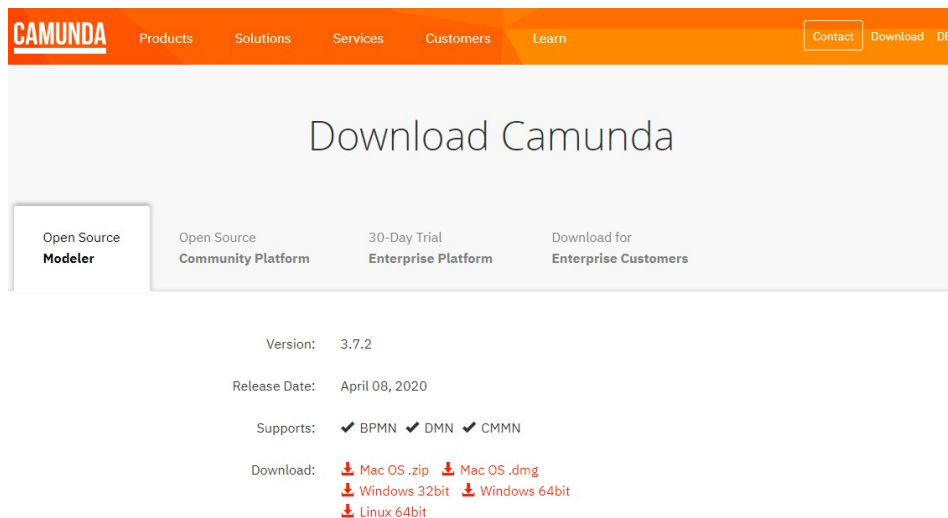 CAMUNDA Products Solutions Services Customers Learn Contact Download DE
Download Camunda
Open Source Open Source 30-Day Trial Download for
Modeler Community Platform Enterprise Platform Enterprise Customers
Version: 3.7.2
Release Date: April 08, 2020
Supports: ✔ BPMN ✔ DMN ✔ CMMN
Download: Mac OS .zip Mac OS .dmg
Windows 32bit Windows 64bit
Linux 64bit